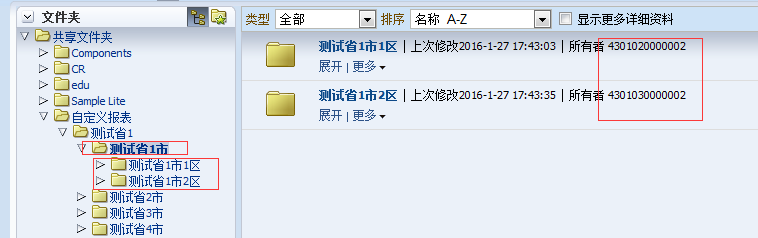 文件夹
共享文件夹
Components
CR
edu
Sample Lite
自定义报表
测试省1
测试省1市
测试省1市1区
测试省1市2区
测试省2市
测试省3市
测试省4市
类型 全部 排序 名称 A-Z 显示更多详细资料
测试省1市1区 | 上次修改2016-1-27 17:43:03 | 所有者 4301020000002
展开 | 更多
测试省1市2区 | 上次修改2016-1-27 17:43:35 | 所有者 4301030000002
展开 | 更多